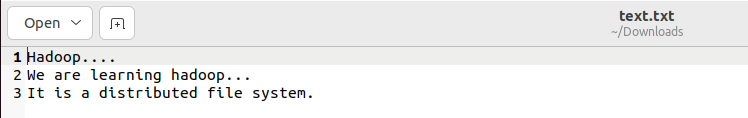 Open
text.txt
~/Downloads
1 Hadoop....
2 We are learning hadoop...
3 It is a distributed file system.